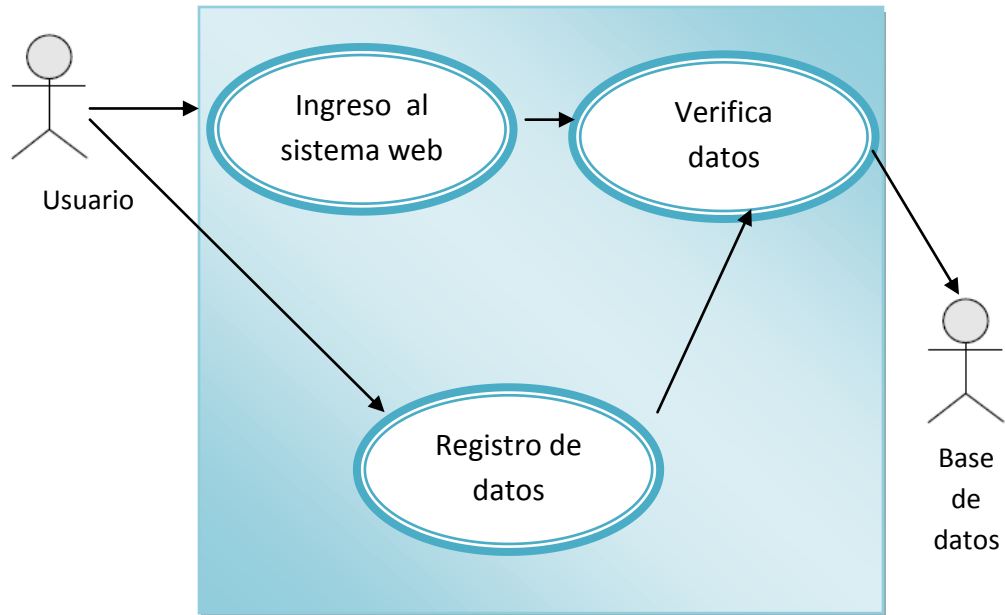 Ingreso al
sistema web
Verifica
datos
Usuario
Registro de
datos
Base
de
datos